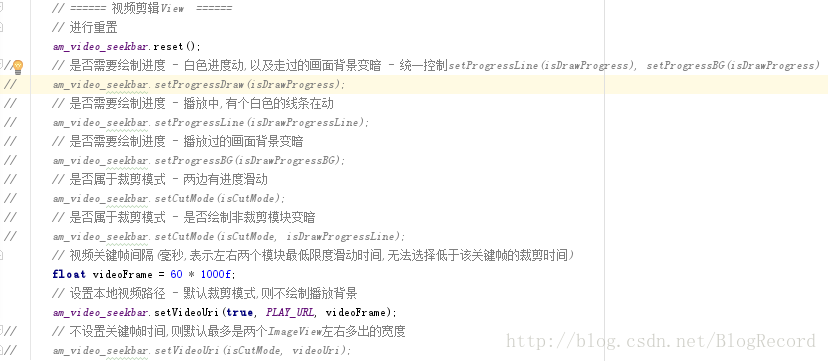 // ====== 视频剪辑View  ======
// 进行重置
am_video_seekbar.reset();
// // 是否需要绘制进度 - 白色进度动,以及走过的画面背景变暗 - 统一控制setProgressLine(isDrawProgress), setProgressBG(isDrawProgress)
// am_video_seekbar.setProgressDraw(isDrawProgress);
// // 是否需要绘制进度 - 播放中,有个白色的线条在动
// am_video_seekbar.setProgressLine(isDrawProgressLine);
// // 是否需要绘制进度 - 播放过的画面背景变暗
// am_video_seekbar.setProgressBG(isDrawProgressBG);
// // 是否属于裁剪模式 - 两边有进度滑动
// am_video_seekbar.setCutMode(isCutMode);
// // 是否属于裁剪模式 - 是否绘制非裁剪模块变暗
// am_video_seekbar.setCutMode(isCutMode, isDrawProgressLine);
// 视频关键帧间隔(毫秒,表示左右两个模块最低限度滑动时间,无法选择低于该关键帧的裁剪时间)
float videoFrame = 60 * 1000f;
// 设置本地视频路径 - 默认裁剪模式,则不绘制播放背景
am_video_seekbar.setVideoUri(true, PLAY_URL, videoFrame);
// // 不设置关键帧时间,则默认最多是两个ImageView左右多出的宽度
// am_video_seekbar.setVideoUri(isCutMode, videoUri);
http://blog.csdn.net/BlogRecord